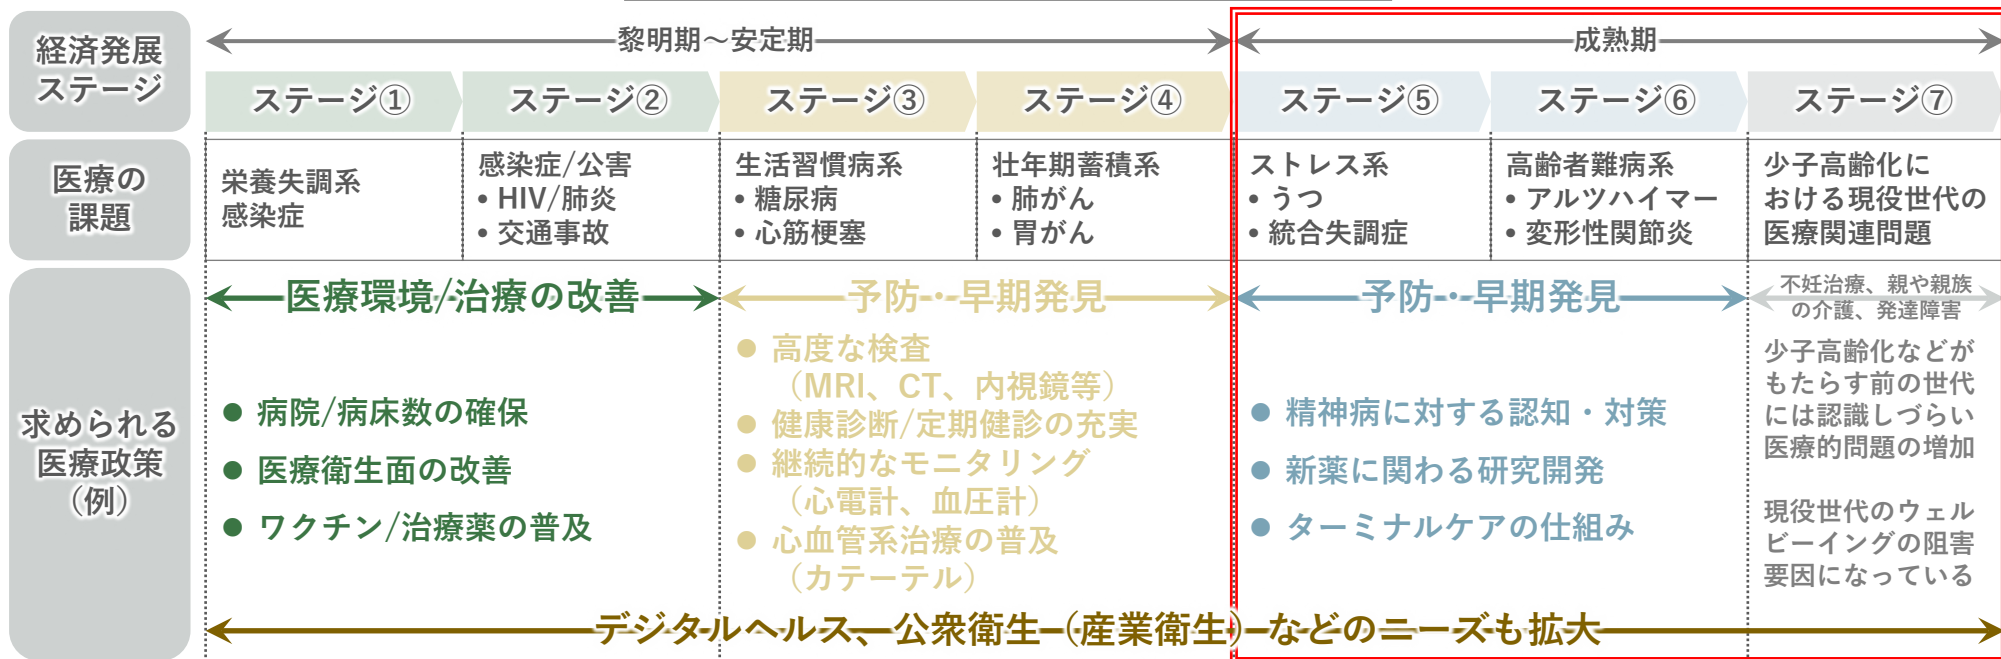 経済発展
ステージ
黎明期~安定期
成熟期
ステージ①
ステージ②
ステージ③
ステージ④
ステージ⑤
ステージ⑥
ステージ⑦
医療の
課題
栄養失調系
感染症
感染症/公害
• HIV/肺炎
• 交通事故
生活習慣病系
• 糖尿病
• 心筋梗塞
壮年期蓄積系
• 肺がん
• 胃がん
ストレス系
• うつ
• 統合失調症
高齢者難病系
• アルツハイマー
• 変形性関節炎
少子高齢化に
おける現役世代の
医療関連問題
求められる
医療政策
(例)
医療環境/治療の改善
● 病院/病床数の確保
● 医療衛生面の改善
● ワクチン/治療薬の普及
予防・早期発見
● 高度な検査
(MRI、CT、内視鏡等)
● 健康診断/定期健診の充実
● 継続的なモニタリング
(心電計、血圧計)
● 心血管系治療の普及
(カテーテル)
予防・早期発見
● 精神病に対する認知・対策
● 新薬に関わる研究開発
● ターミナルケアの仕組み
不妊治療、親や親族
の介護、発達障害
少子高齢化などが
もたらす前の世代
には認識しづらい
医療的問題の増加
現役世代のウェル
ビーイングの阻害
要因になっている
デジタルヘルス、公衆衛生(産業衛生)などのニーズも拡大